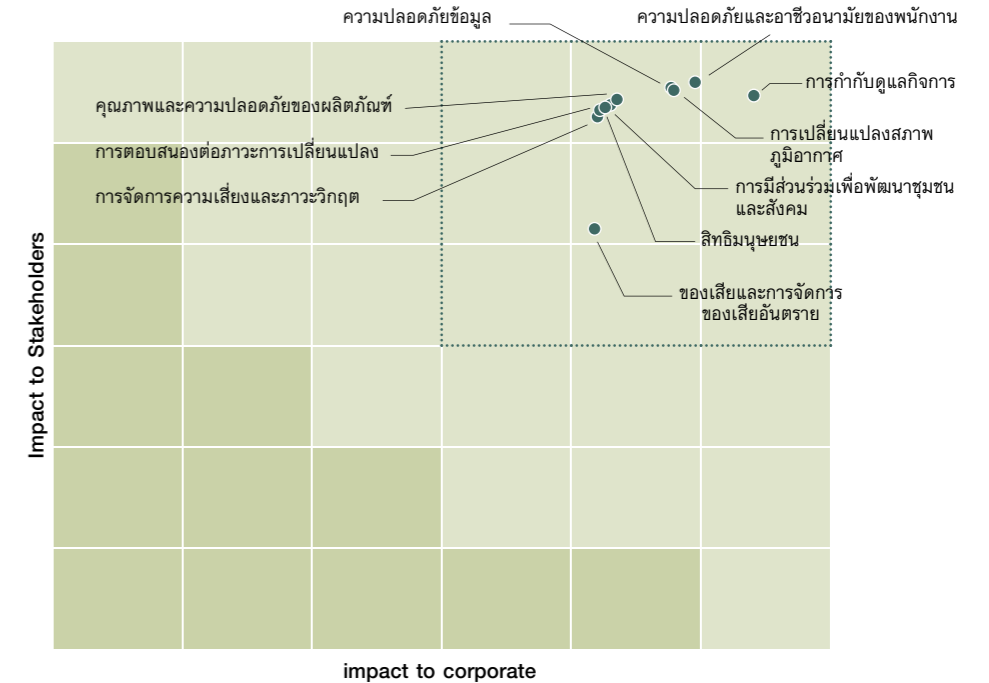 ความปลอดภัยข้อมูล
ความปลอดภัยและอาชีวอนามัยของพนักงาน
การกำกับดูแลกิจการ
คุณภาพและความปลอดภัยของผลิตภัณฑ์
การเปลี่ยนแปลงสภาพ
ภูมิอากาศ
การตอบสนองต่อภาวะการเปลี่ยนแปลง
การมีส่วนร่วมเพื่อพัฒนาชุมชน
และสังคม
การจัดการความเสี่ยงและภาวะวิกฤต
สิทธิมนุษยชน
ของเสียและการจัดการ
ของเสียอันตราย
Impact to Stakeholders
impact to corporate